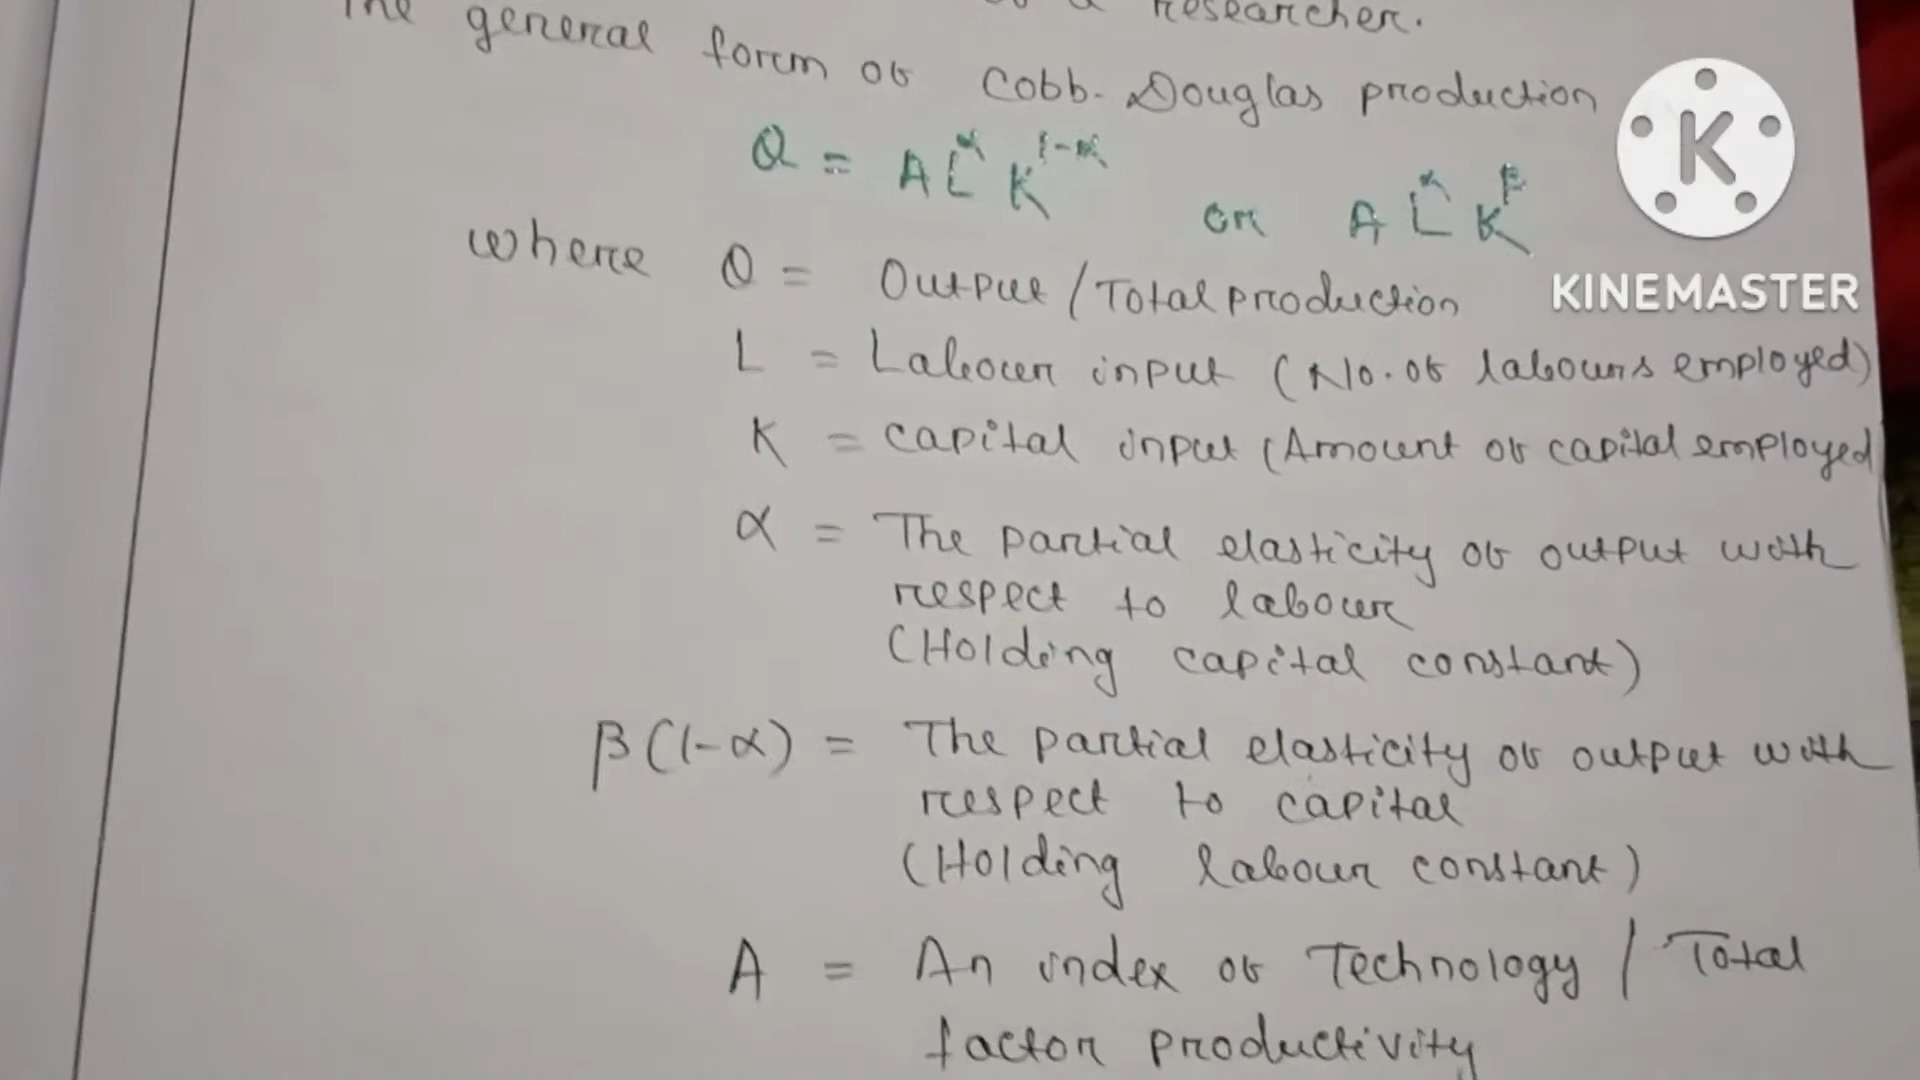 The general form of Cobb-Douglas production
researcher.
Q = AL^α K^1-α or A L^α K^β
where Q = Output / Total production
L = Labour input (No. of labours employed)
K = capital input (Amount of capital employed
α = The partial elasticity of output with
respect to labour
(Holding capital constant)
β(1-α) = The partial elasticity of output with
respect to capital
(Holding labour constant)
A = An index of Technology / Total
factor productivity
K
KINEMASTER